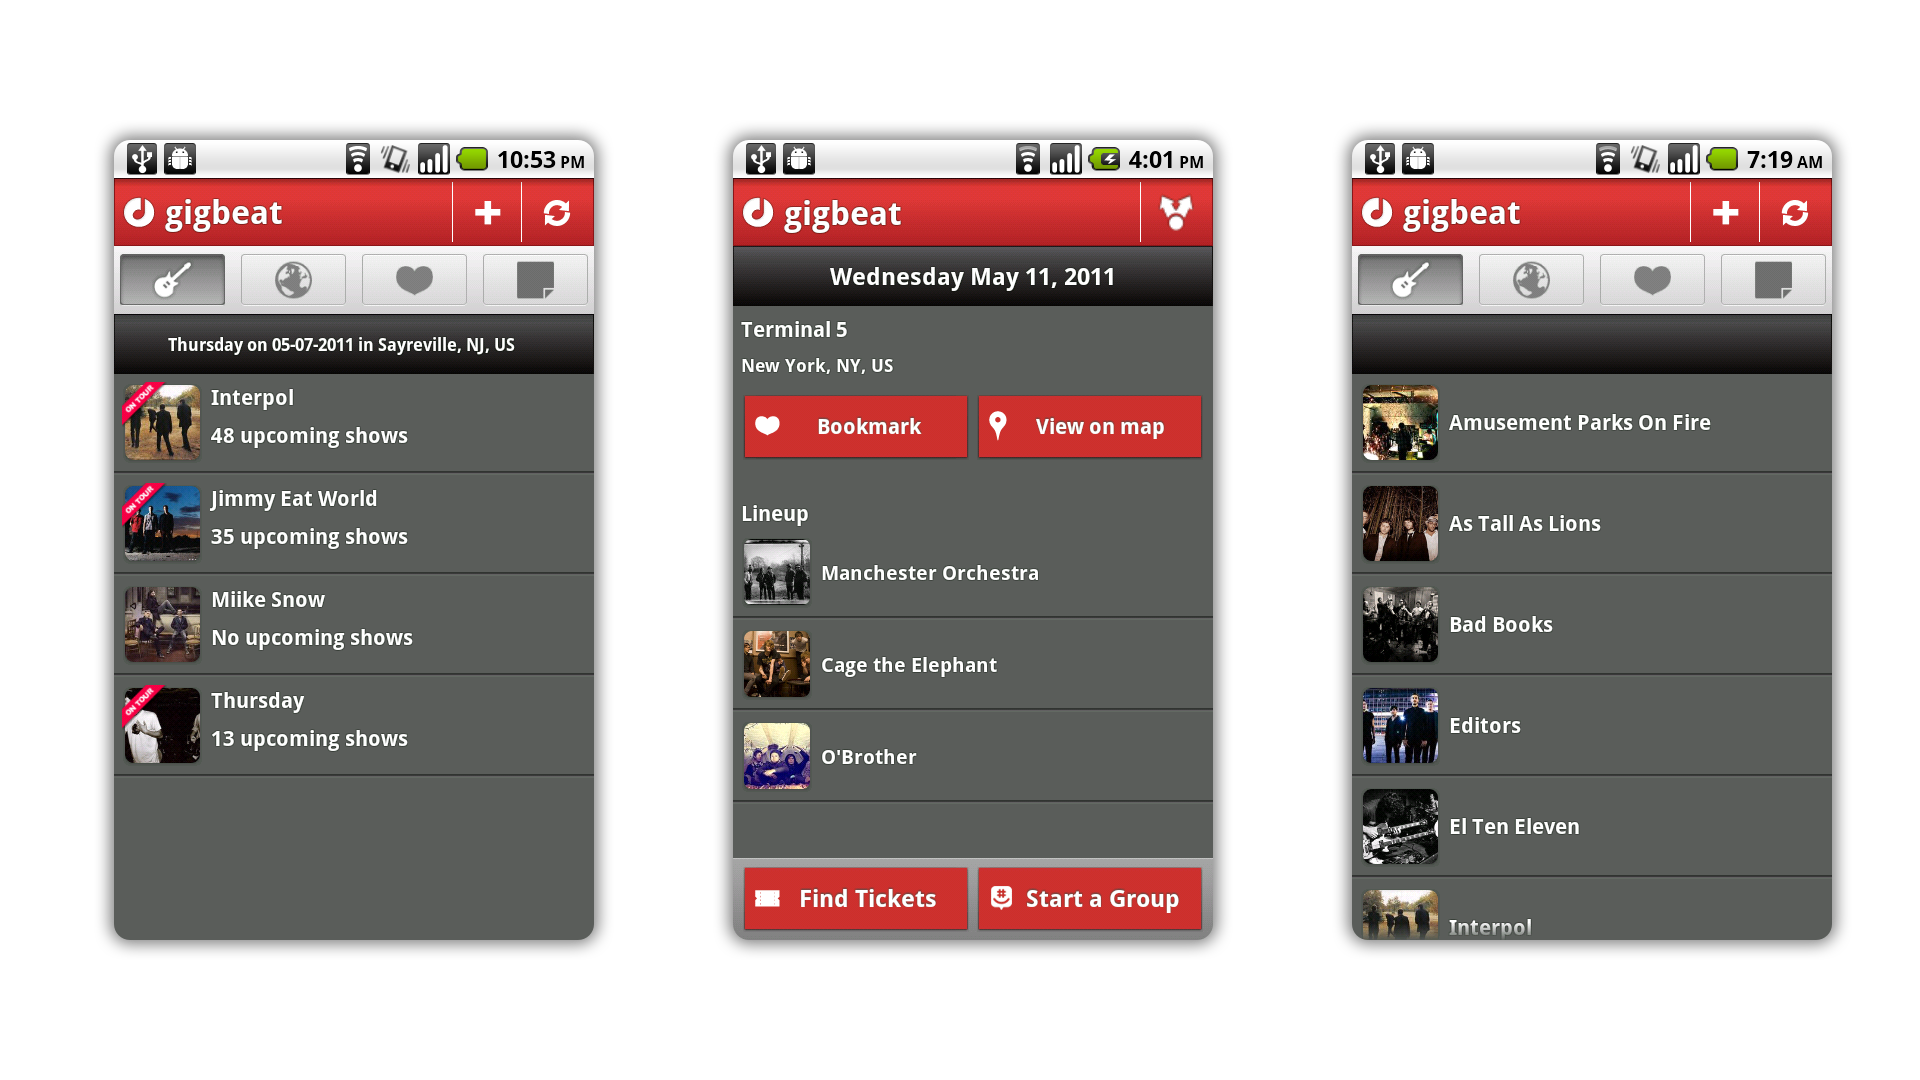 10:53 PM
gigbeat
Thursday on 05-07-2011 in Sayreville, NJ, US
ON TOUR
Interpol
48 upcoming shows
ON TOUR
Jimmy Eat World
35 upcoming shows
Miike Snow
No upcoming shows
ON TOUR
Thursday
13 upcoming shows
4:01 PM
gigbeat
Wednesday May 11, 2011
Terminal 5
New York, NY, US
Bookmark
View on map
Lineup
Manchester Orchestra
Cage the Elephant
O'Brother
Find Tickets
# Start a Group
7:19 AM
gigbeat
Amusement Parks On Fire
As Tall As Lions
Bad Books
Editors
El Ten Eleven
Interpol